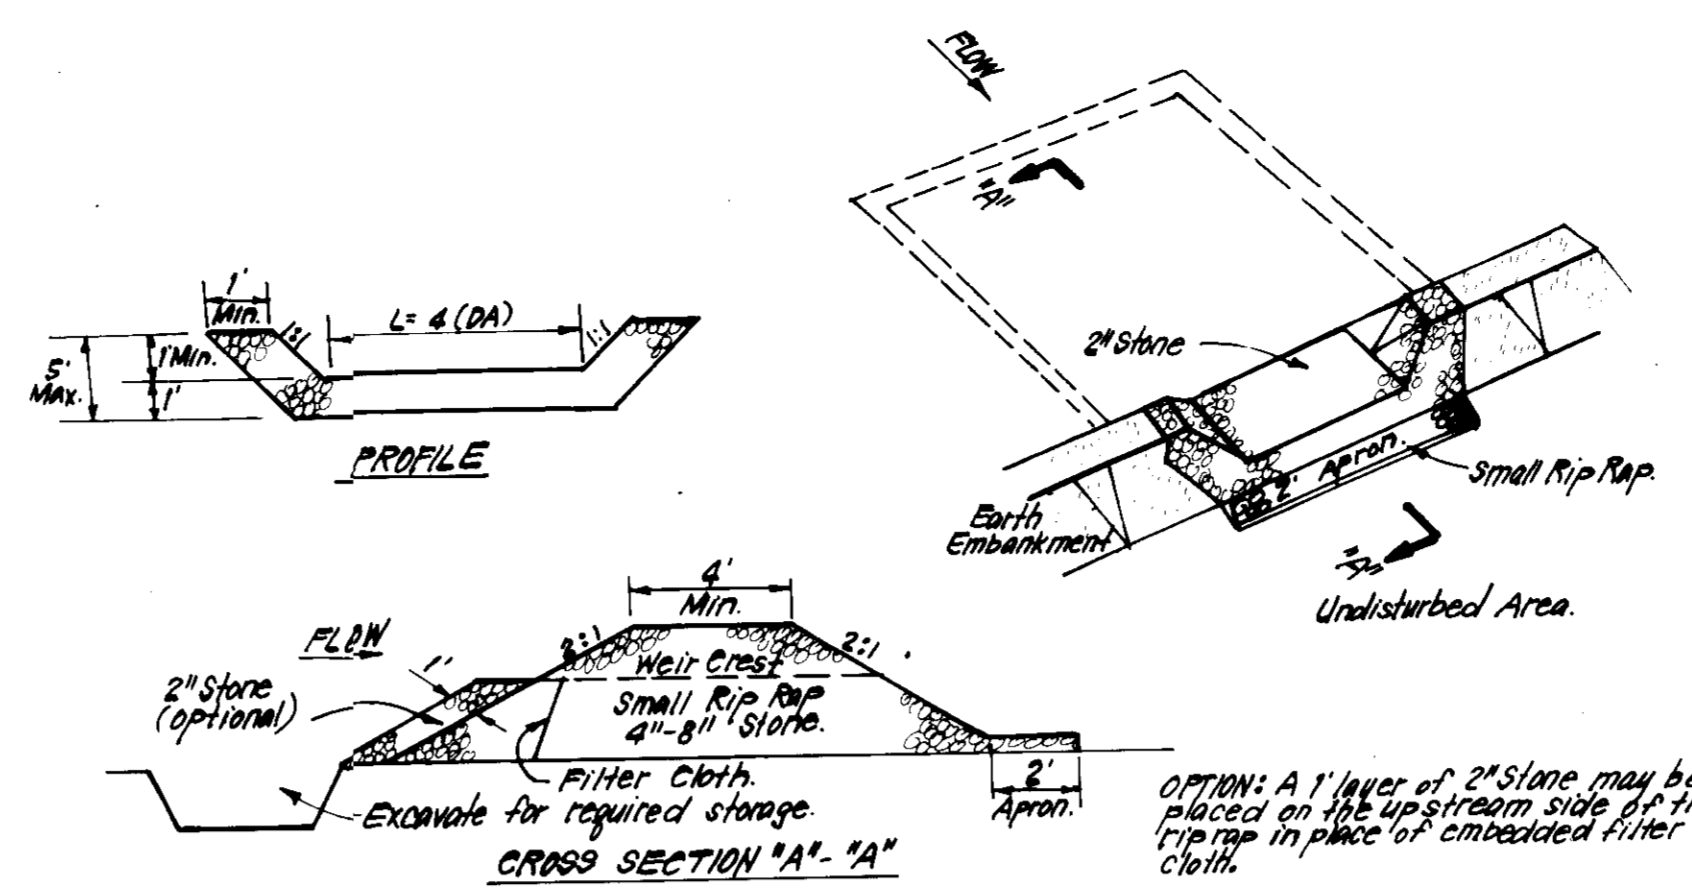 FLOW
"A"
1'
Min.
1:1
L= 4 (DA)
1:1
5'
Max.
1' Min.
1'
PROFILE
2" Stone
Apron.
2'
Small Rip Rap.
Earth
Embankment
"A"
Undisturbed Area.
4'
Min.
FLOW
1'
2:1
2:1
Weir Crest
2" Stone
(optional)
Small Rip Rap
4"-8" Stone.
Filter Cloth.
Excavate for required storage.
2'
Apron.
CROSS SECTION "A"-"A"
OPTION: A 1' layer of 2" Stone may be
placed on the upstream side of
riprap in place of embedded filter
cloth.